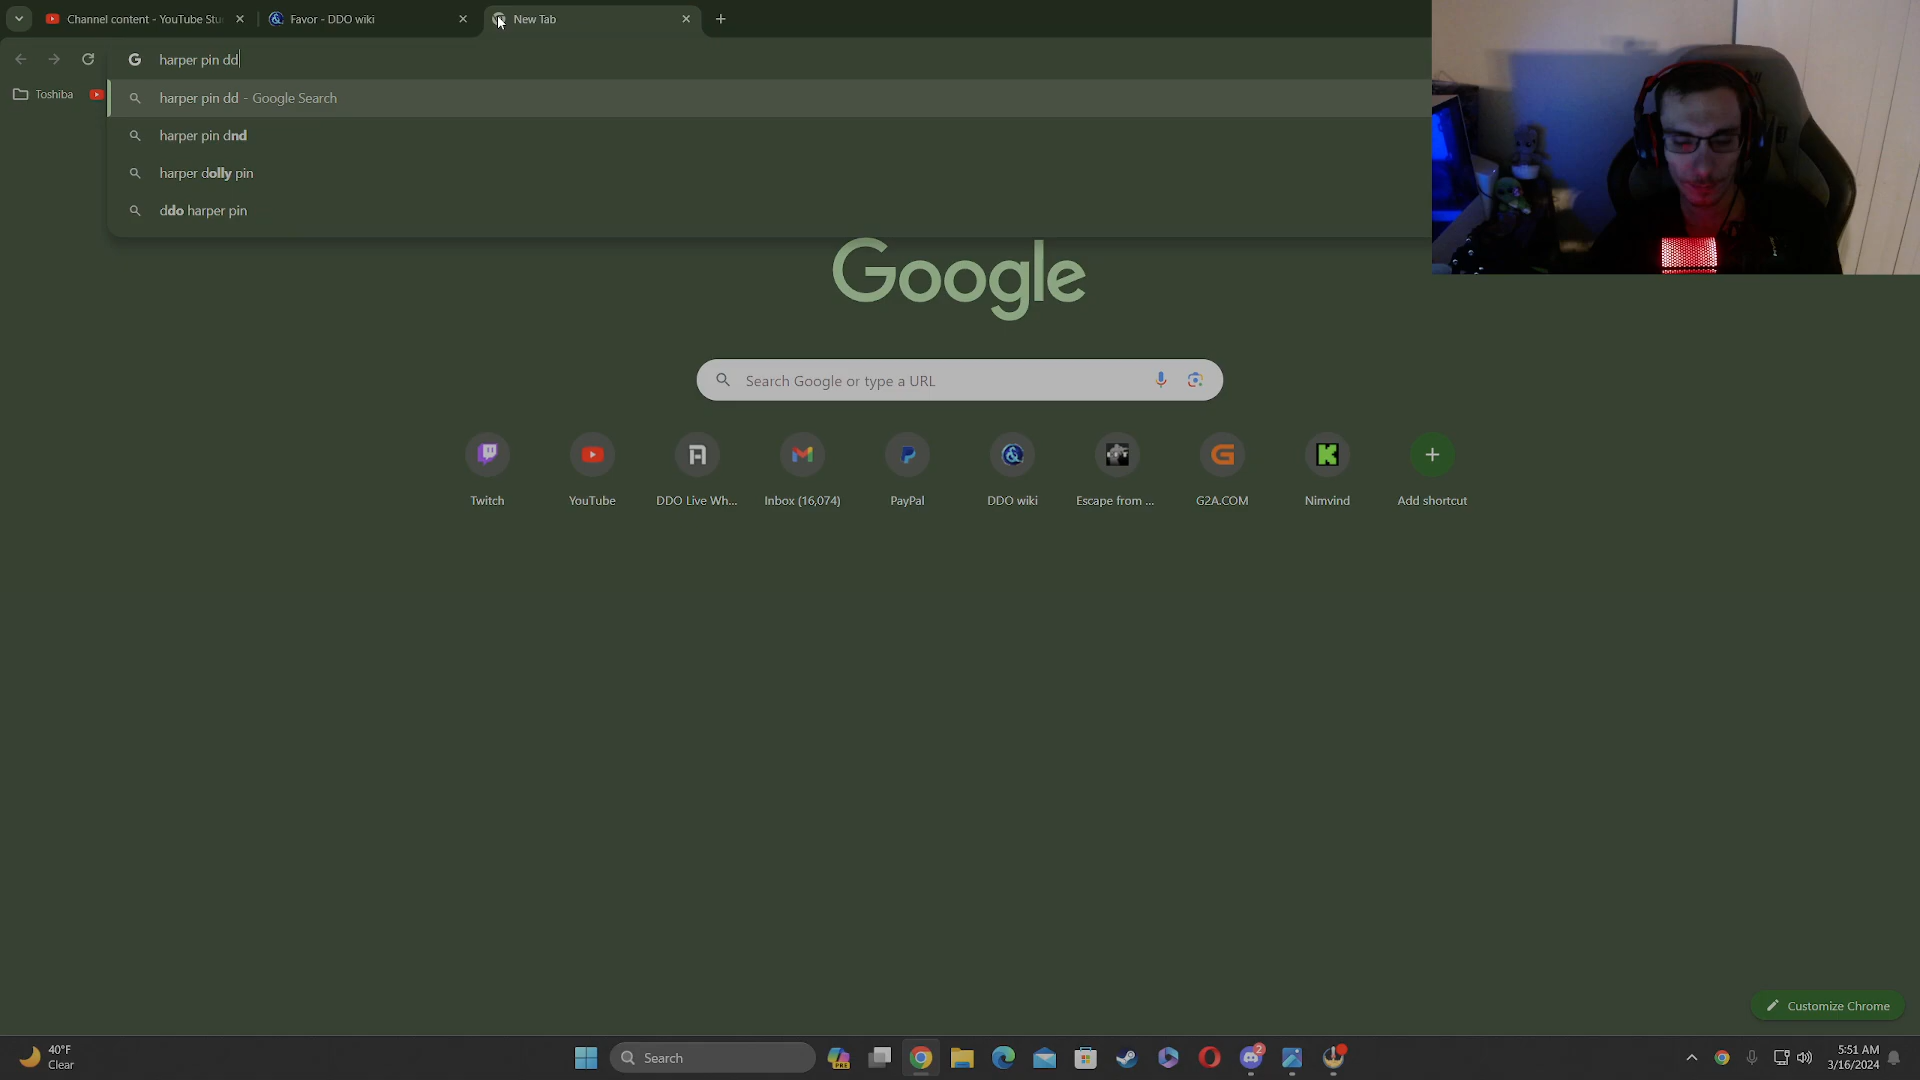 Channel content - YouTube Stu
Favor - DDO wiki
New Tab
harper pin dd
Toshiba
harper pin dd - Google Search
harper pin dnd
harper dolly pin
ddo harper pin
Google
Search Google or type a URL
Twitch
YouTube
DDO Live Wh...
Inbox (16,074)
PayPal
DDO wiki
Escape from ...
G2A.COM
Nimvind
Add shortcut
Customize Chrome
40°F
Clear
Search
PRE
2
5:51 AM
3/16/2024